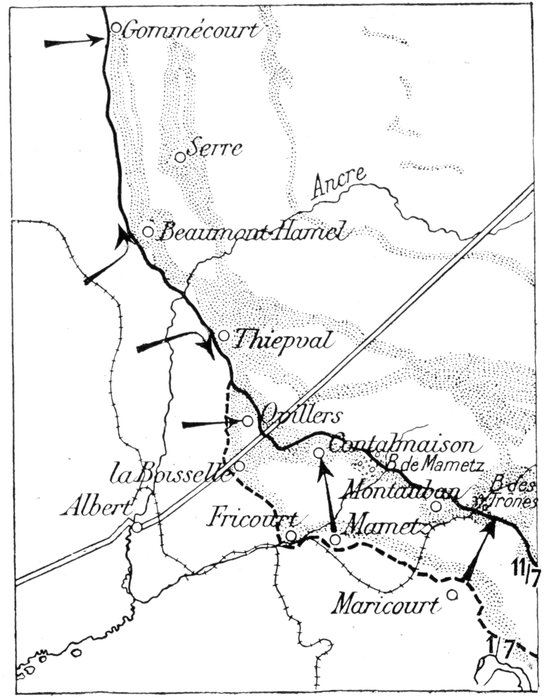 Gommécourt
Serre
Ancre
Beaumont-Hamel
Thiepval
Ovillers
Contalmaison
B. de Mametz
la Boisselle
Montauban
B. des
Trônes
Albert
Fricourt
Mametz
11/7
Maricourt
1/7